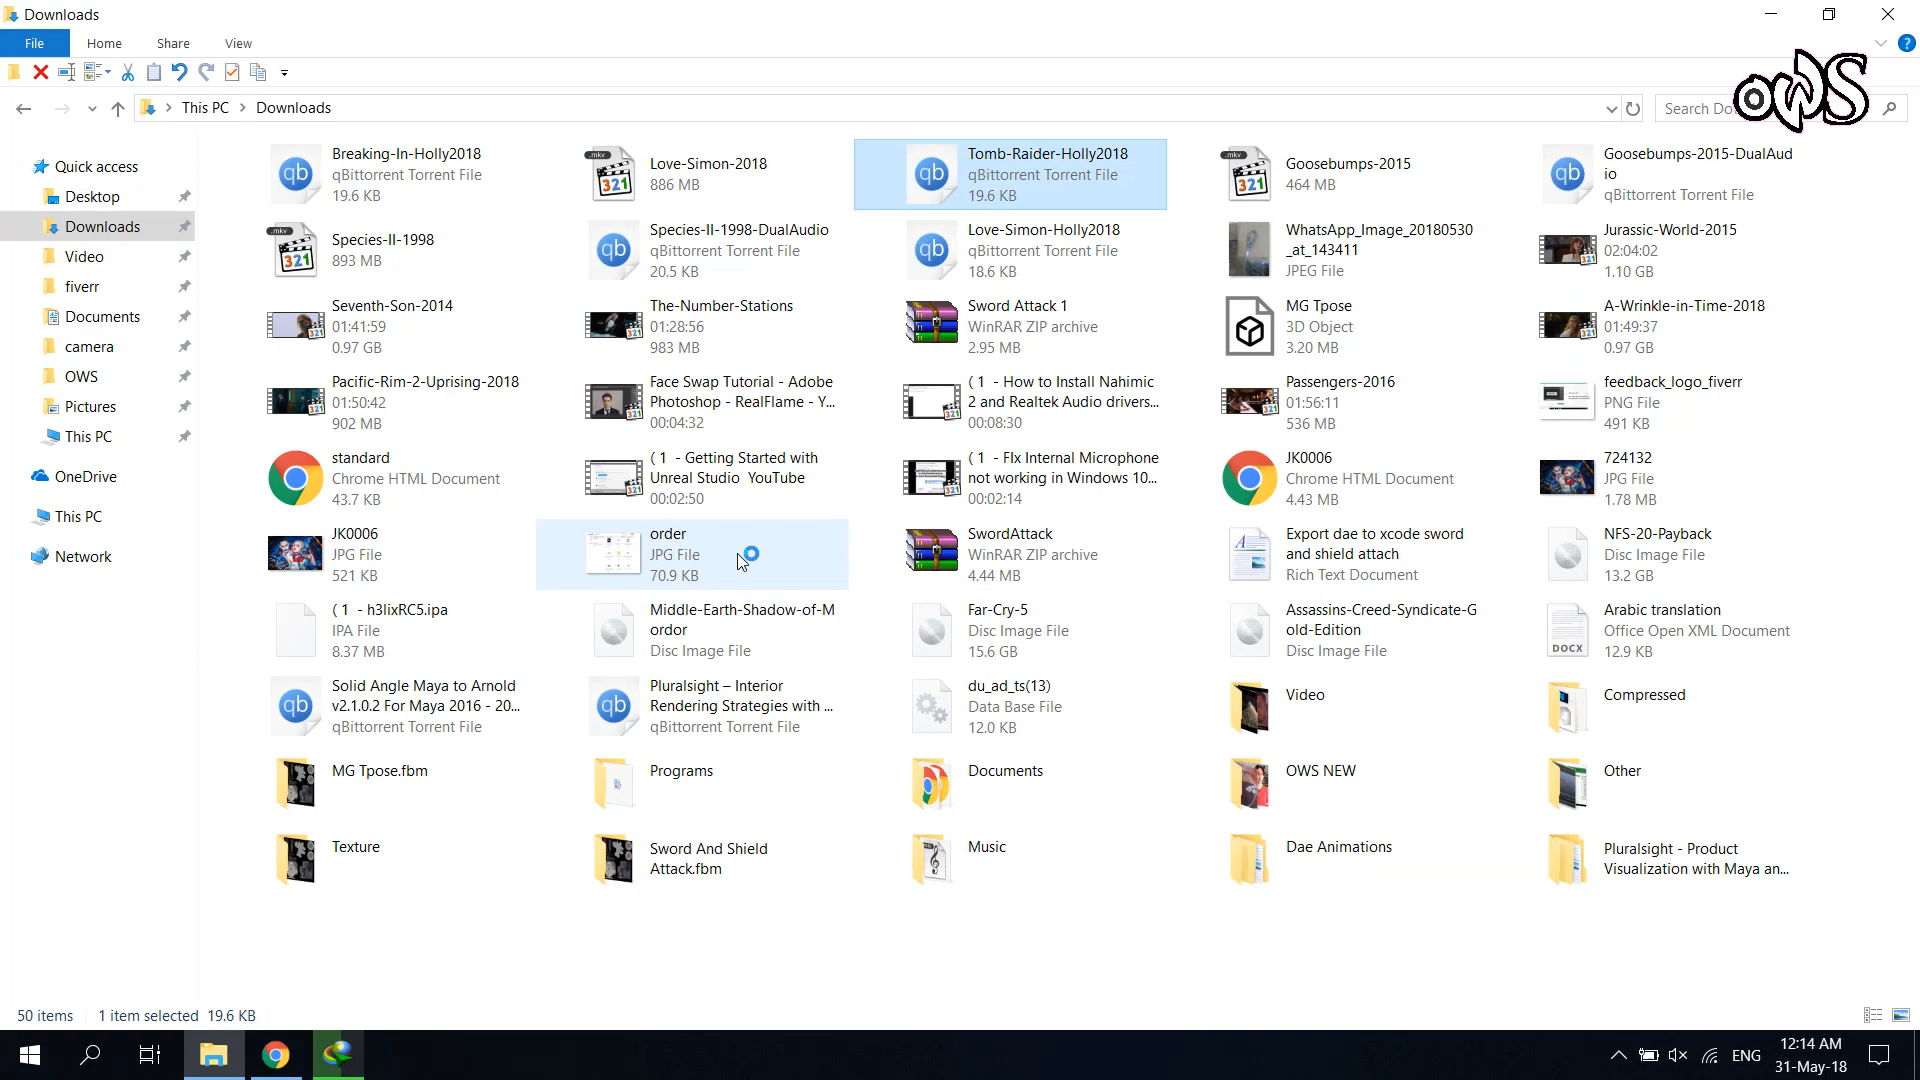 Downloads
File
Home
Share
View
This PC
Downloads
Search Do
oWS
Quick access
Desktop
Downloads
Video
fiverr
Documents
camera
OWS
Pictures
This PC
OneDrive
This PC
Network
Breaking-In-Holly2018
qBittorrent Torrent File
19.6 KB
.mkv
321
Love-Simon-2018
886 MB
Tomb-Raider-Holly2018
qBittorrent Torrent File
19.6 KB
.mkv
321
Goosebumps-2015
464 MB
Goosebumps-2015-DualAud
io
qBittorrent Torrent File
.mkv
321
Species-II-1998
893 MB
Species-II-1998-DualAudio
qBittorrent Torrent File
20.5 KB
Love-Simon-Holly2018
qBittorrent Torrent File
18.6 KB
WhatsApp_Image_20180530
_at_143411
JPEG File
Jurassic-World-2015
02:04:02
1.10 GB
Seventh-Son-2014
01:41:59
0.97 GB
The-Number-Stations
01:28:56
983 MB
Sword Attack 1
WinRAR ZIP archive
2.95 MB
MG Tpose
3D Object
3.20 MB
A-Wrinkle-in-Time-2018
01:49:37
0.97 GB
Pacific-Rim-2-Uprising-2018
01:50:42
902 MB
Face Swap Tutorial - Adobe
Photoshop - RealFlame - Y...
00:04:32
( 1  - How to Install Nahimic
2 and Realtek Audio drivers...
00:08:30
Passengers-2016
01:56:11
536 MB
feedback_logo_fiverr
PNG File
491 KB
standard
Chrome HTML Document
43.7 KB
( 1  - Getting Started with
Unreal Studio  YouTube
00:02:50
( 1  - FIx Internal Microphone
not working in Windows 10...
00:02:14
JK0006
Chrome HTML Document
4.43 MB
724132
JPG File
1.78 MB
JK0006
JPG File
521 KB
order
JPG File
70.9 KB
SwordAttack
WinRAR ZIP archive
4.44 MB
Export dae to xcode sword
and shield attach
Rich Text Document
NFS-20-Payback
Disc Image File
13.2 GB
( 1  - h3lixRC5.ipa
IPA File
8.37 MB
Middle-Earth-Shadow-of-M
ordor
Disc Image File
Far-Cry-5
Disc Image File
15.6 GB
Assassins-Creed-Syndicate-G
old-Edition
Disc Image File
DOCX
Arabic translation
Office Open XML Document
12.9 KB
Solid Angle Maya to Arnold
v2.1.0.2 For Maya 2016 - 20...
qBittorrent Torrent File
Pluralsight – Interior
Rendering Strategies with ...
qBittorrent Torrent File
du_ad_ts(13)
Data Base File
12.0 KB
Video
Compressed
MG Tpose.fbm
Programs
Documents
OWS NEW
Other
Texture
Sword And Shield
Attack.fbm
Music
Dae Animations
Pluralsight - Product
Visualization with Maya an...
50 items
1 item selected  19.6 KB
ENG
12:14 AM
31-May-18